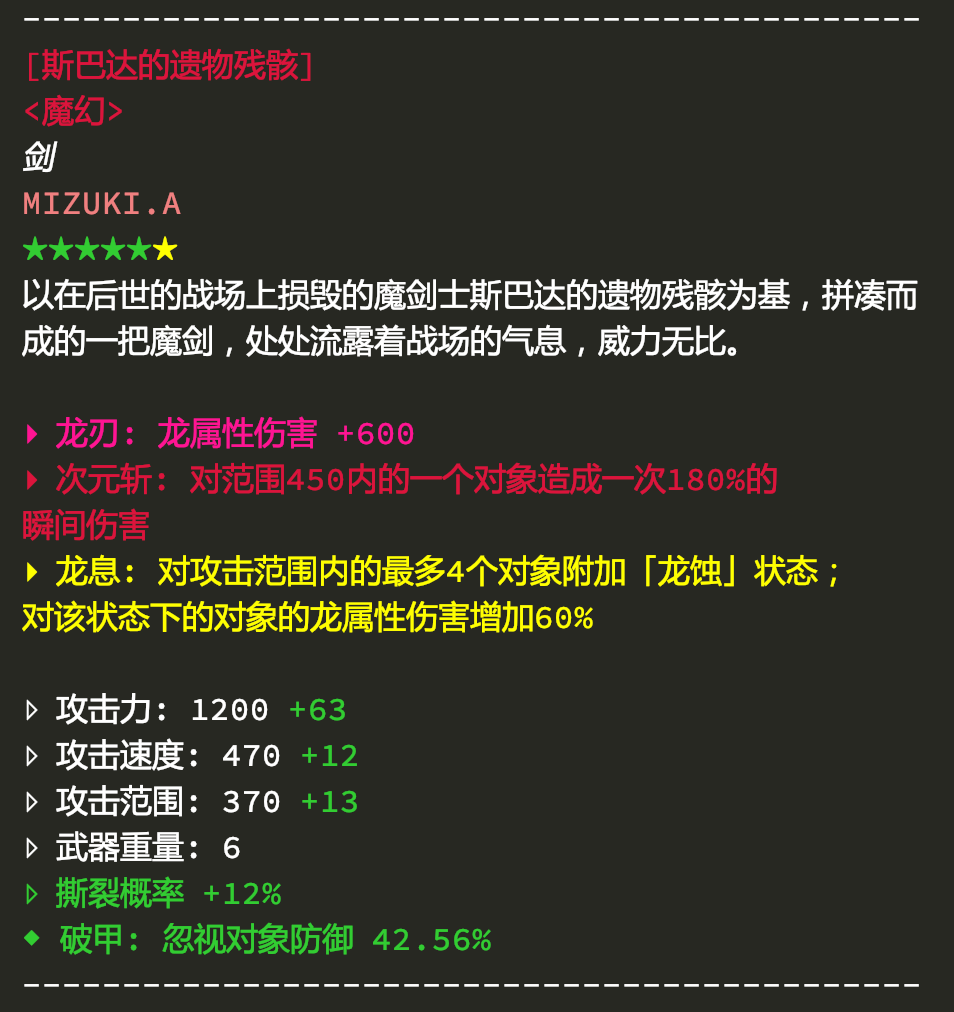 --------------------------------------------
[斯巴达的遗物残骸]
<魔幻>
剑
MIZUKI.A
★★★★★★
以在后世的战场上损毁的魔剑士斯巴达的遗物残骸为基，拼凑而
成的一把魔剑，处处流露着战场的气息，威力无比。
▸ 龙刃: 龙属性伤害 +600
▸ 次元斩: 对范围450内的一个对象造成一次180%的
瞬间伤害
▸ 龙息: 对攻击范围内的最多4个对象附加「龙蚀」状态；
对该状态下的对象的龙属性伤害增加60%
▹ 攻击力: 1200 +63
▹ 攻击速度: 470 +12
▹ 攻击范围: 370 +13
▹ 武器重量: 6
▹ 撕裂概率 +12%
◆ 破甲: 忽视对象防御 42.56%
--------------------------------------------